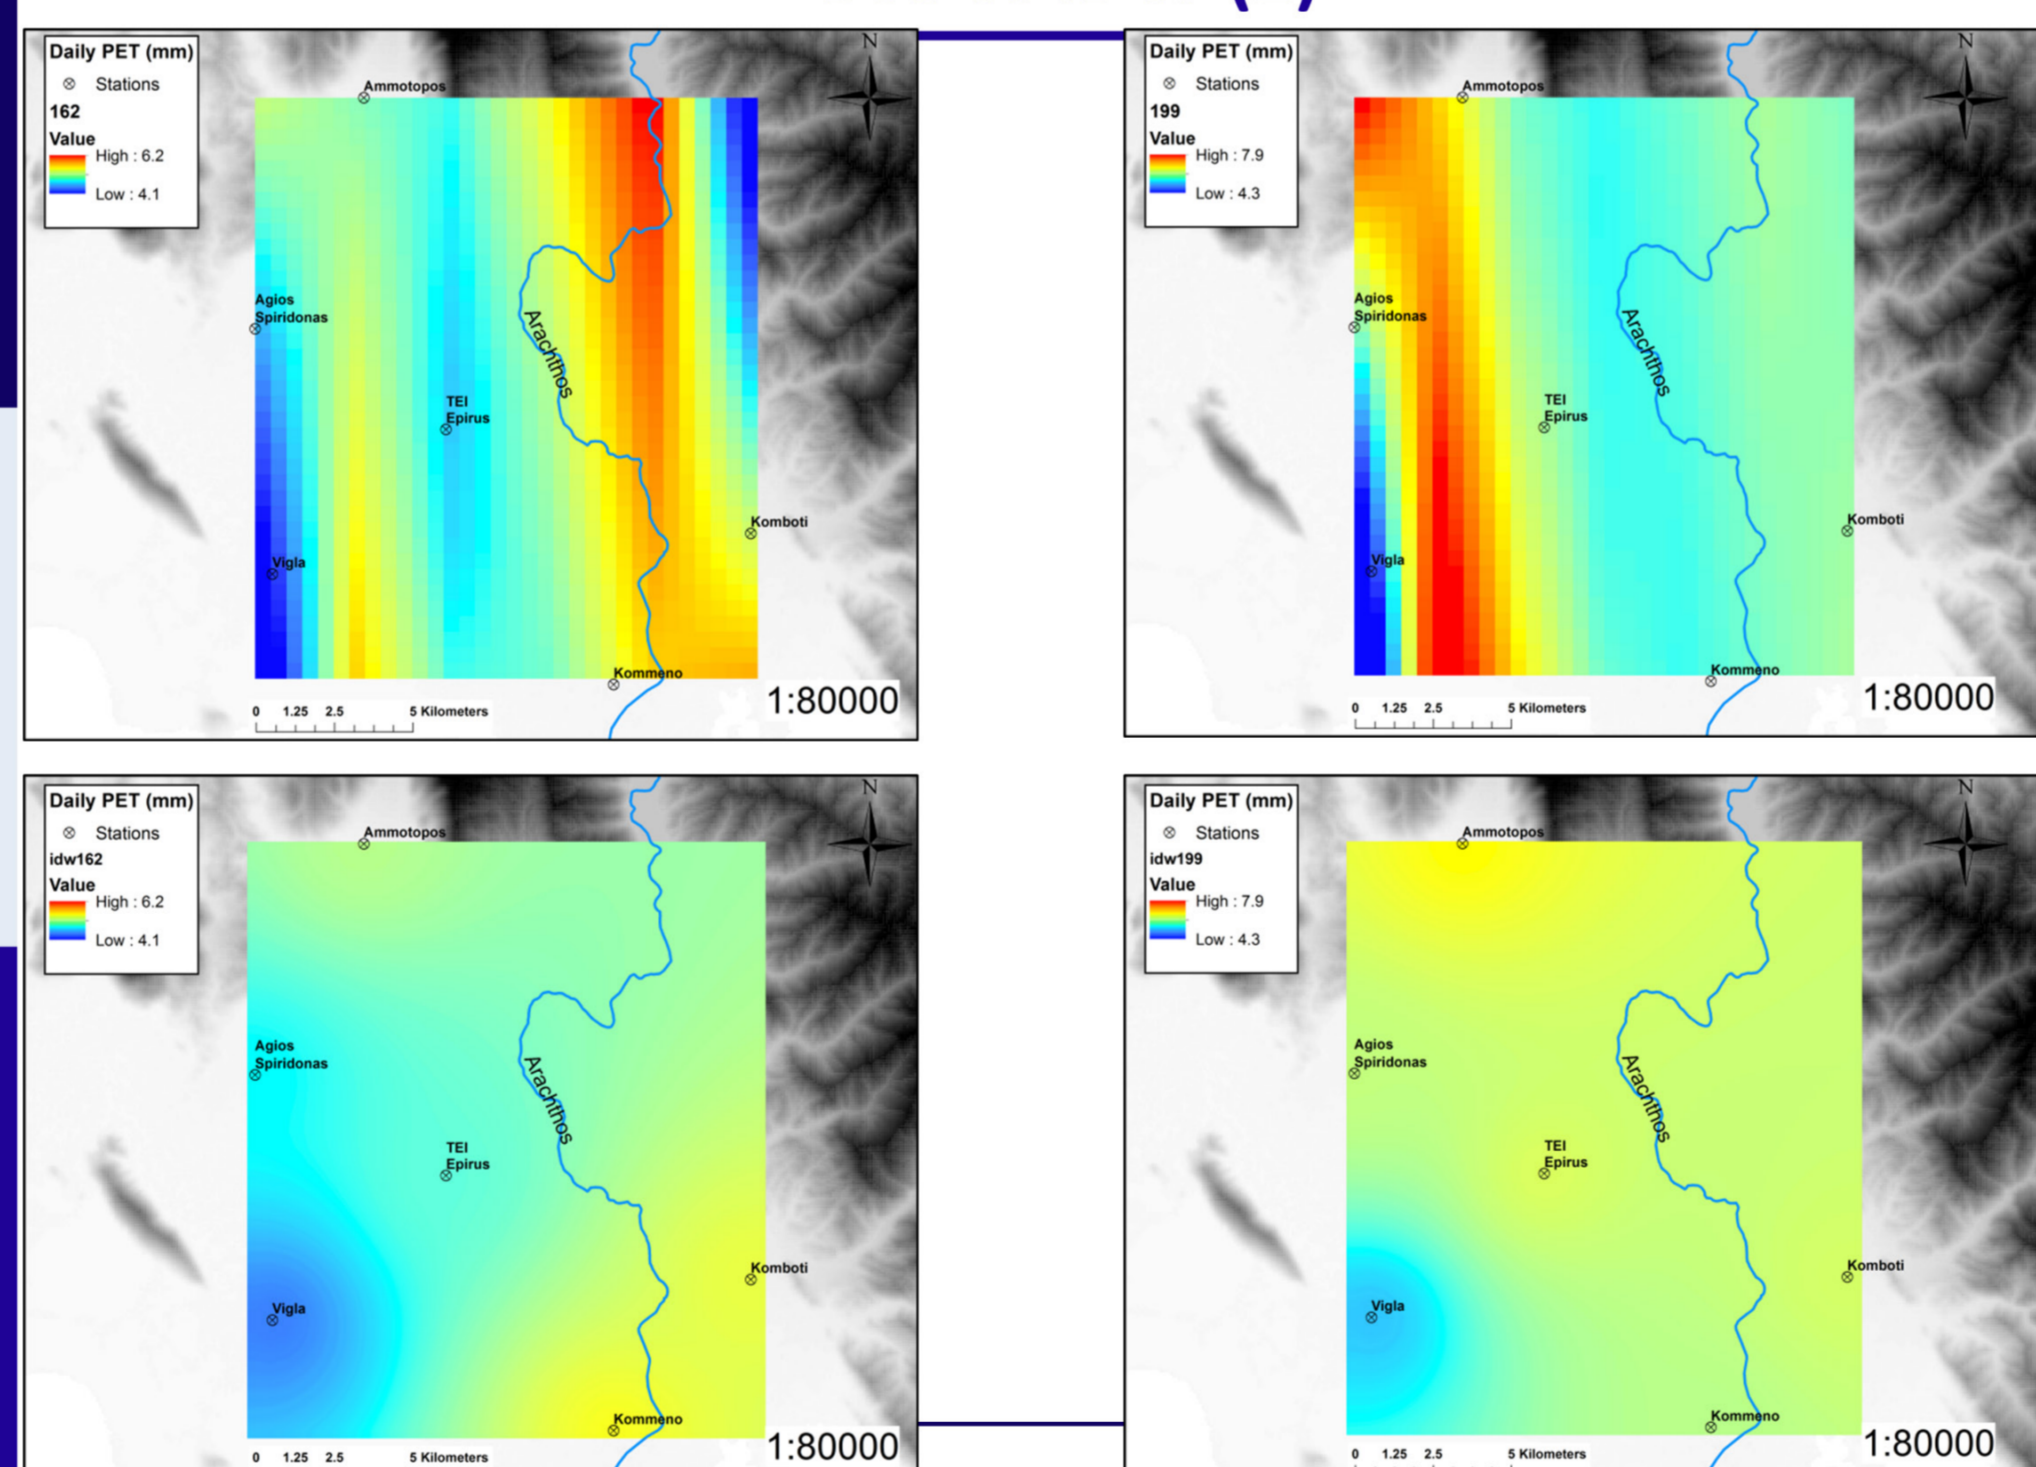 Daily PET (mm)
Stations
162
Value
High : 6.2
Low : 4.1
N
Ammotopos
Agios
Spiridonas
Arachthos
TEI
Epirus
Komboti
Vigla
Kommeno
1:80000
0 1.25 2.5 5 Kilometers
Daily PET (mm)
Stations
199
Value
High : 7.9
Low : 4.3
N
Ammotopos
Agios
Spiridonas
Arachthos
TEI
Epirus
Komboti
Vigla
Kommeno
1:80000
0 1.25 2.5 5 Kilometers
Daily PET (mm)
Stations
idw162
Value
High : 6.2
Low : 4.1
N
Ammotopos
Agios
Spiridonas
Arachthos
TEI
Epirus
Komboti
Vigla
Kommeno
1:80000
0 1.25 2.5 5 Kilometers
Daily PET (mm)
Stations
idw199
Value
High : 7.9
Low : 4.3
N
Ammotopos
Agios
Spiridonas
Arachthos
TEI
Epirus
Komboti
Vigla
Kommeno
1:80000
0 1.25 2.5 5 Kilometers